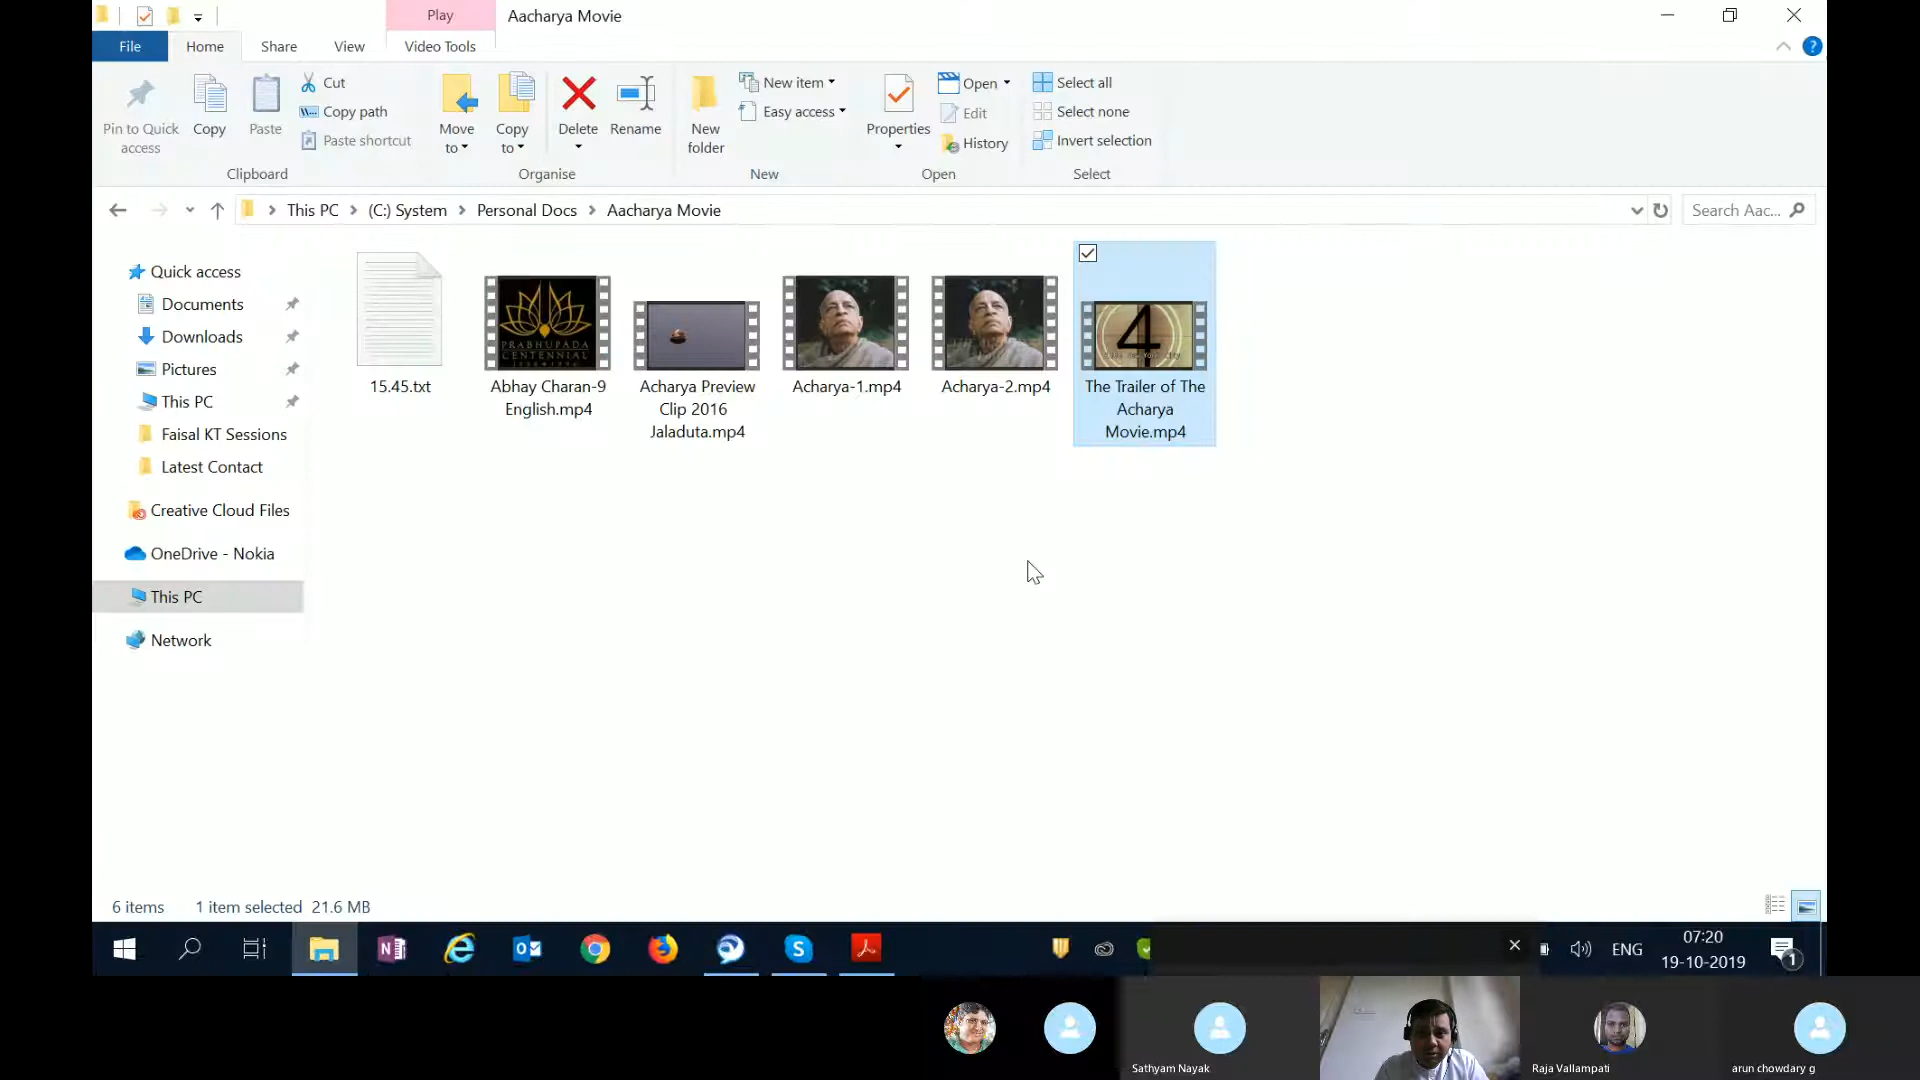 Play
Aacharya Movie
File
Home
Share
View
Video Tools
Pin to Quick access
Copy
Paste
Cut
Copy path
Paste shortcut
Clipboard
Move to
Copy to
Delete
Rename
Organise
New folder
New item
Easy access
New
Properties
Open
Edit
History
Open
Select all
Select none
Invert selection
Select
This PC
(C:) System
Personal Docs
Aacharya Movie
Search Aac...
Quick access
Documents
Downloads
Pictures
This PC
Faisal KT Sessions
Latest Contact
Creative Cloud Files
OneDrive - Nokia
This PC
Network
15.45.txt
PRABHUPADA
CENTENNIAL
Abhay Charan-9
English.mp4
Acharya Preview
Clip 2016
Jaladuta.mp4
Acharya-1.mp4
Acharya-2.mp4
4
The Trailer of The
Acharya
Movie.mp4
6 items
1 item selected 21.6 MB
ENG
07:20
19-10-2019
1
Sathyam Nayak
Raja Vallampati
arun chowdary g